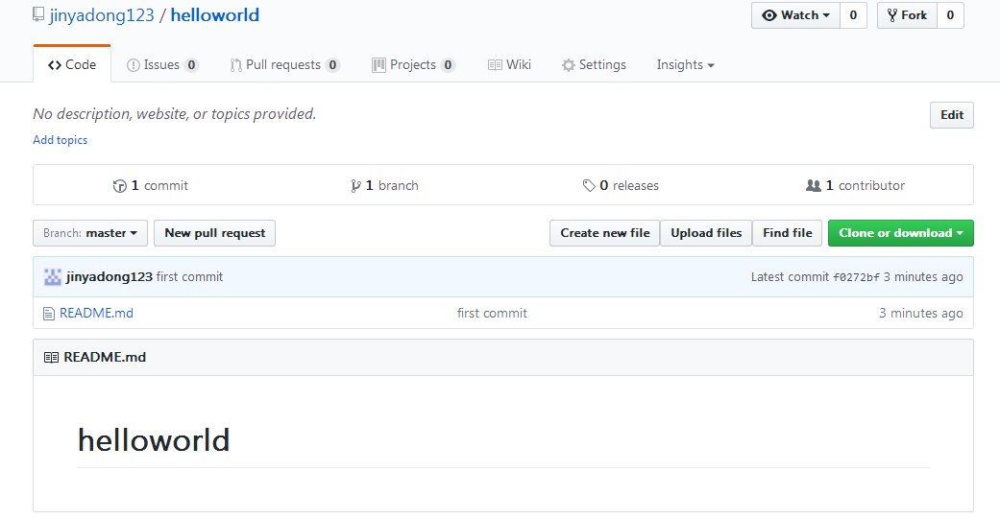 jinyadong123 / helloworld Watch 0 Fork 0
Code Issues 0 Pull requests 0 Projects 0 Wiki Settings Insights
No description, website, or topics provided. Edit
Add topics
1 commit 1 branch 0 releases 1 contributor
Branch: master New pull request Create new file Upload files Find file Clone or download
jinyadong123 first commit Latest commit f0272bf 3 minutes ago
README.md first commit 3 minutes ago
README.md
helloworld